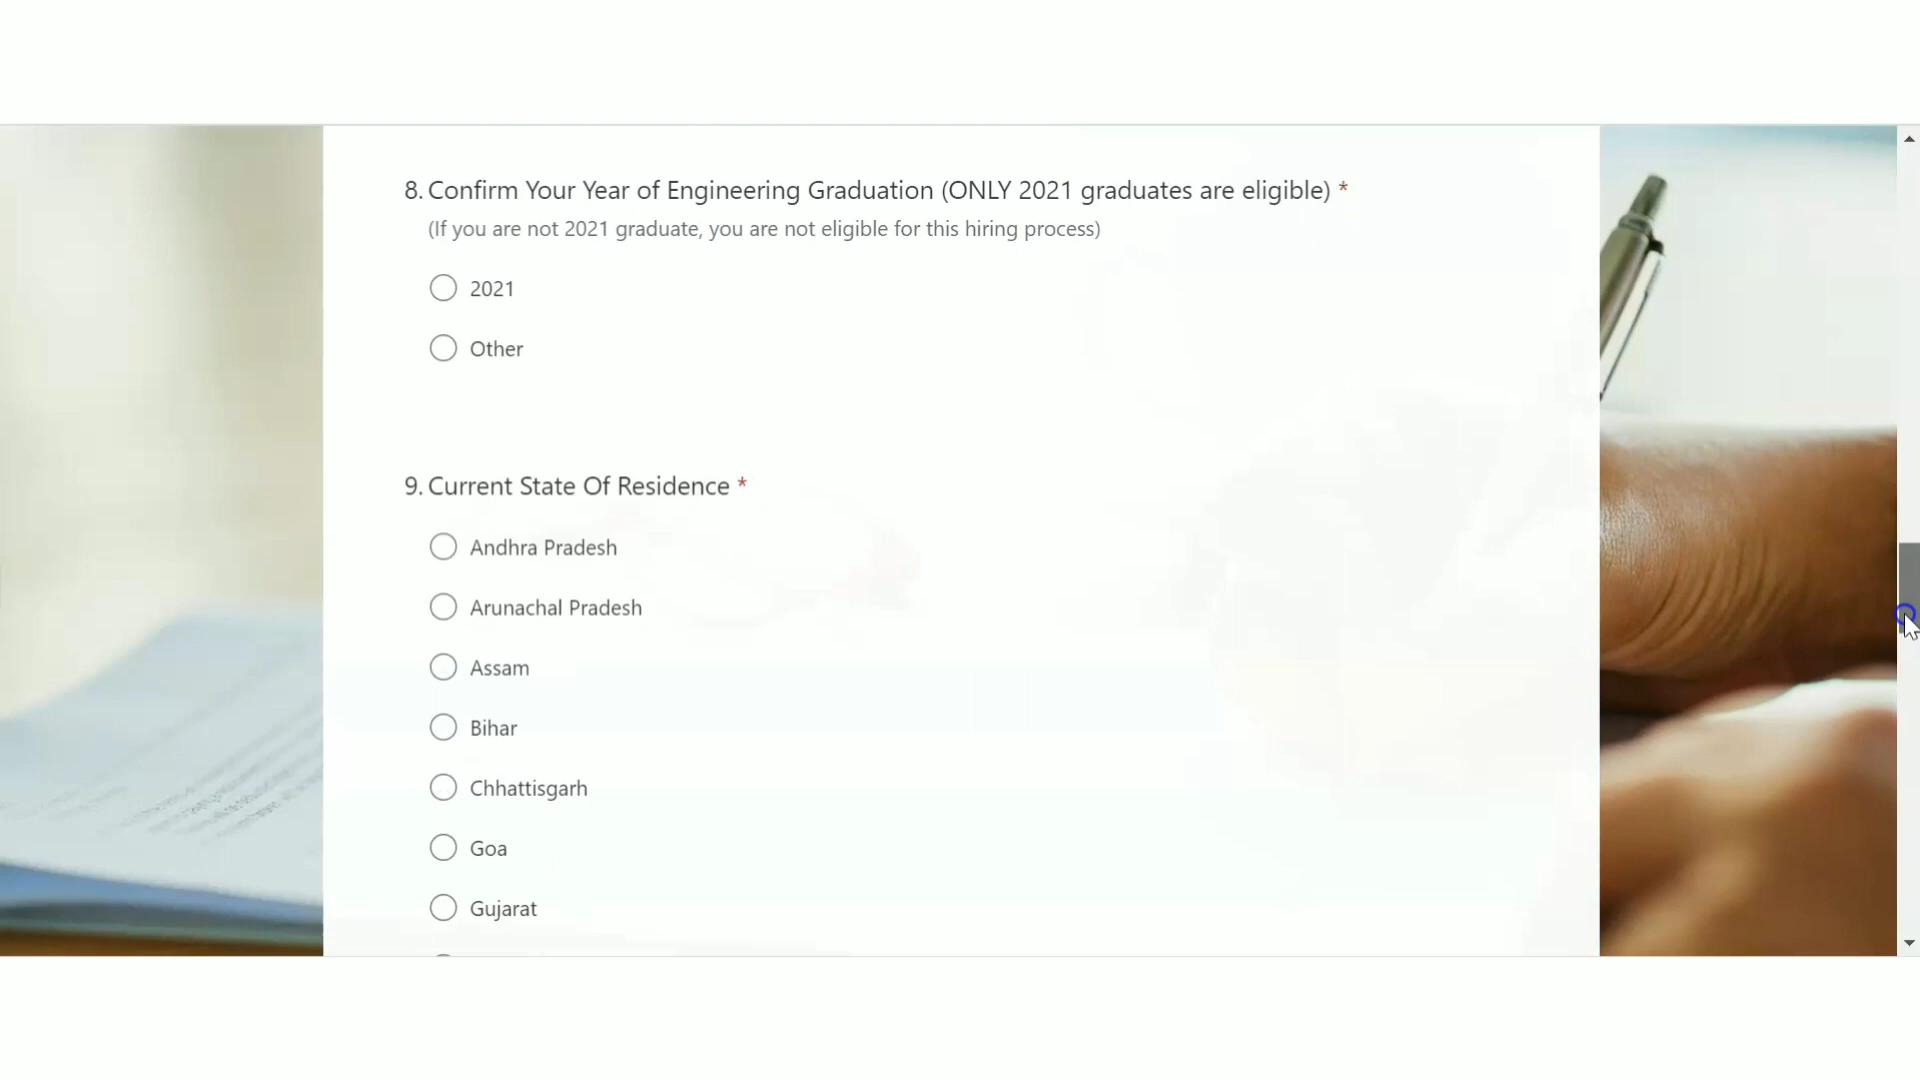 8. Confirm Your Year of Engineering Graduation (ONLY 2021 graduates are eligible) *
(If you are not 2021 graduate, you are not eligible for this hiring process)
2021
Other
9. Current State Of Residence *
Andhra Pradesh
Arunachal Pradesh
Assam
Bihar
Chhattisgarh
Goa
Gujarat